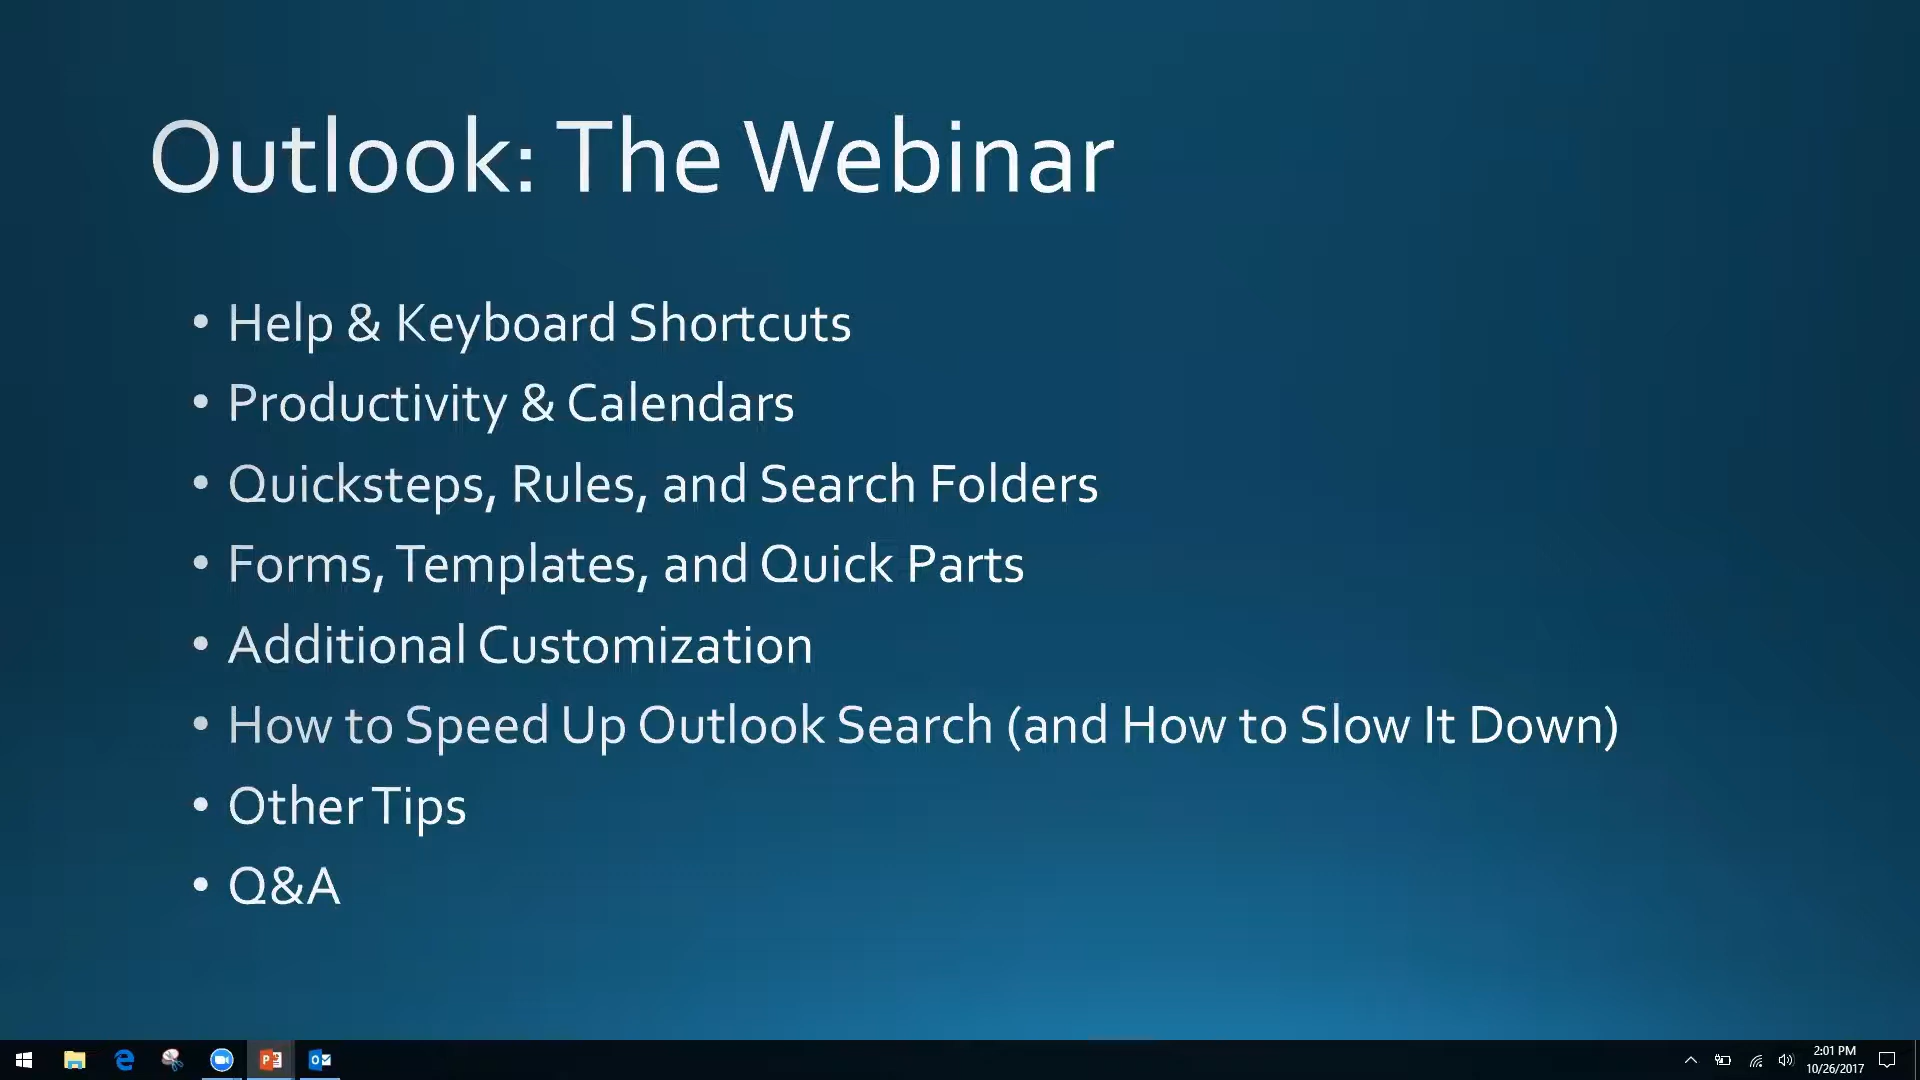 Outlook: The Webinar
• Help & Keyboard Shortcuts
• Productivity & Calendars
• Quicksteps, Rules, and Search Folders
• Forms, Templates, and Quick Parts
• Additional Customization
• How to Speed Up Outlook Search (and How to Slow It Down)
• Other Tips
• Q&A
2:01 PM
10/26/2017